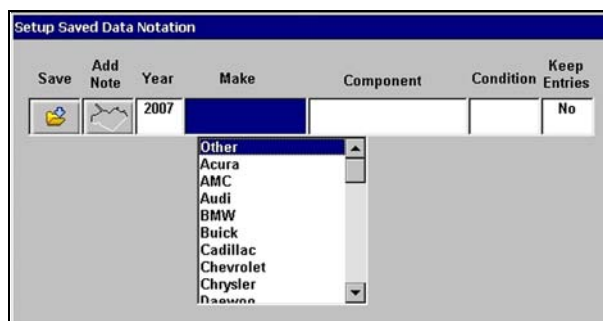 Setup Saved Data Notation
Save Add Note Year Make Component Condition Keep Entries
2007 No
Other
Acura
AMC
Audi
BMW
Buick
Cadillac
Chevrolet
Chrysler
Daewoo